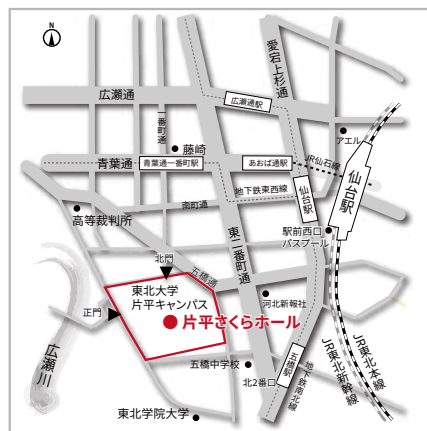 N
愛宕上杉通
広瀬通
広瀬通駅
一番町通
藤崎
アエル
JR仙石線
青葉通
青葉通一番町駅
あおば通駅
仙台駅
地下鉄東西線
仙台駅
南町通
高等裁判所
東二番町通
駅前西口
バスプール
北門
五橋通
東北大学
片平キャンパス
河北新報社
正門
片平さくらホール
広瀬川
五橋中学校
五橋駅
地下鉄南北線
JR東北新幹線
JR東北本線
北2番口
東北学院大学